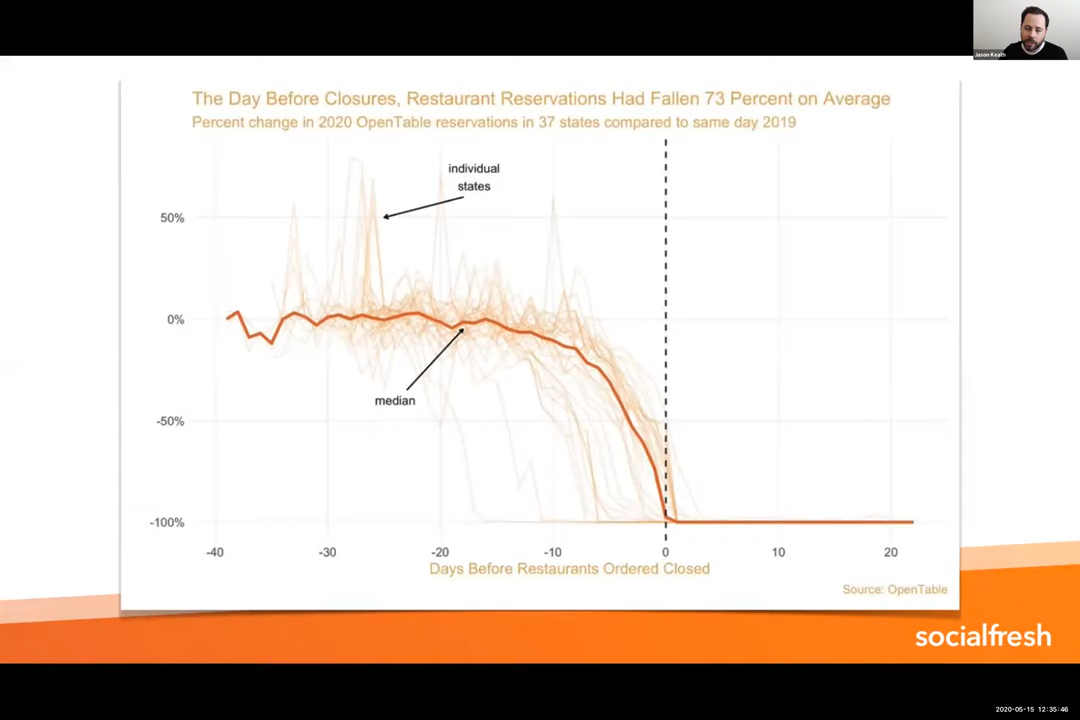 Jason Keath
The Day Before Closures, Restaurant Reservations Had Fallen 73 Percent on Average
Percent change in 2020 OpenTable reservations in 37 states compared to same day 2019
individual
states
50%
0%
median
-50%
-100%
-40
-30
-20
-10
0
10
20
Days Before Restaurants Ordered Closed
Source: OpenTable
socialfresh
2020-05-15 12:35:46